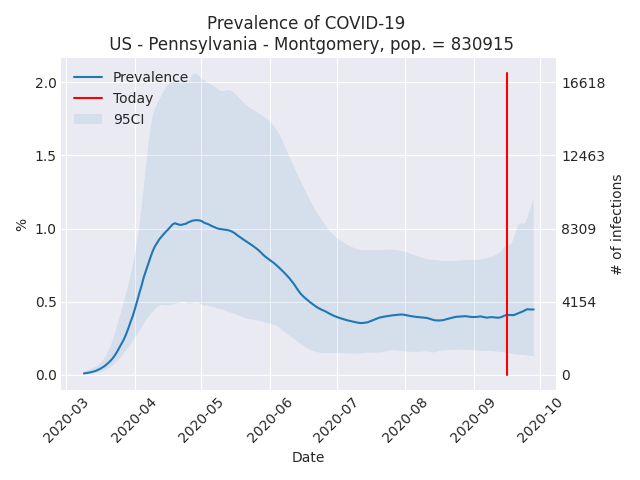 Prevalence of COVID-19
US - Pennsylvania - Montgomery, pop. = 830915
Prevalence
Today
95CI
2.0
1.5
1.0
0.5
0.0
%
16618
12463
8309
4154
0
# of infections
2020-03
2020-04
2020-05
2020-06
2020-07
2020-08
2020-09
2020-10
Date